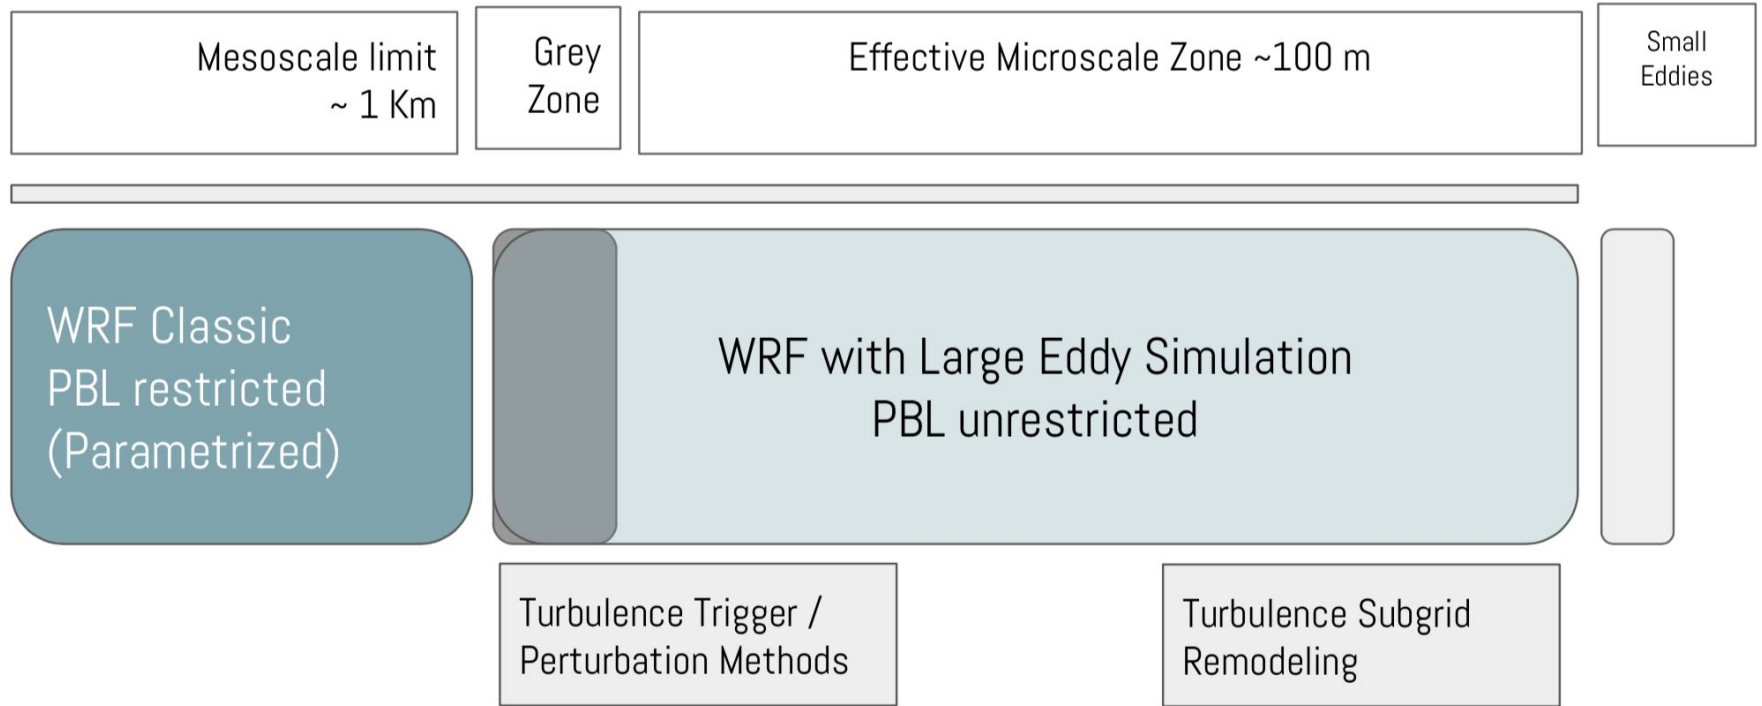 Mesoscale limit
~ 1 Km
Grey
Zone
Effective Microscale Zone ~100 m
Small
Eddies
WRF Classic
PBL restricted
(Parametrized)
WRF with Large Eddy Simulation
PBL unrestricted
Turbulence Trigger /
Perturbation Methods
Turbulence Subgrid
Remodeling